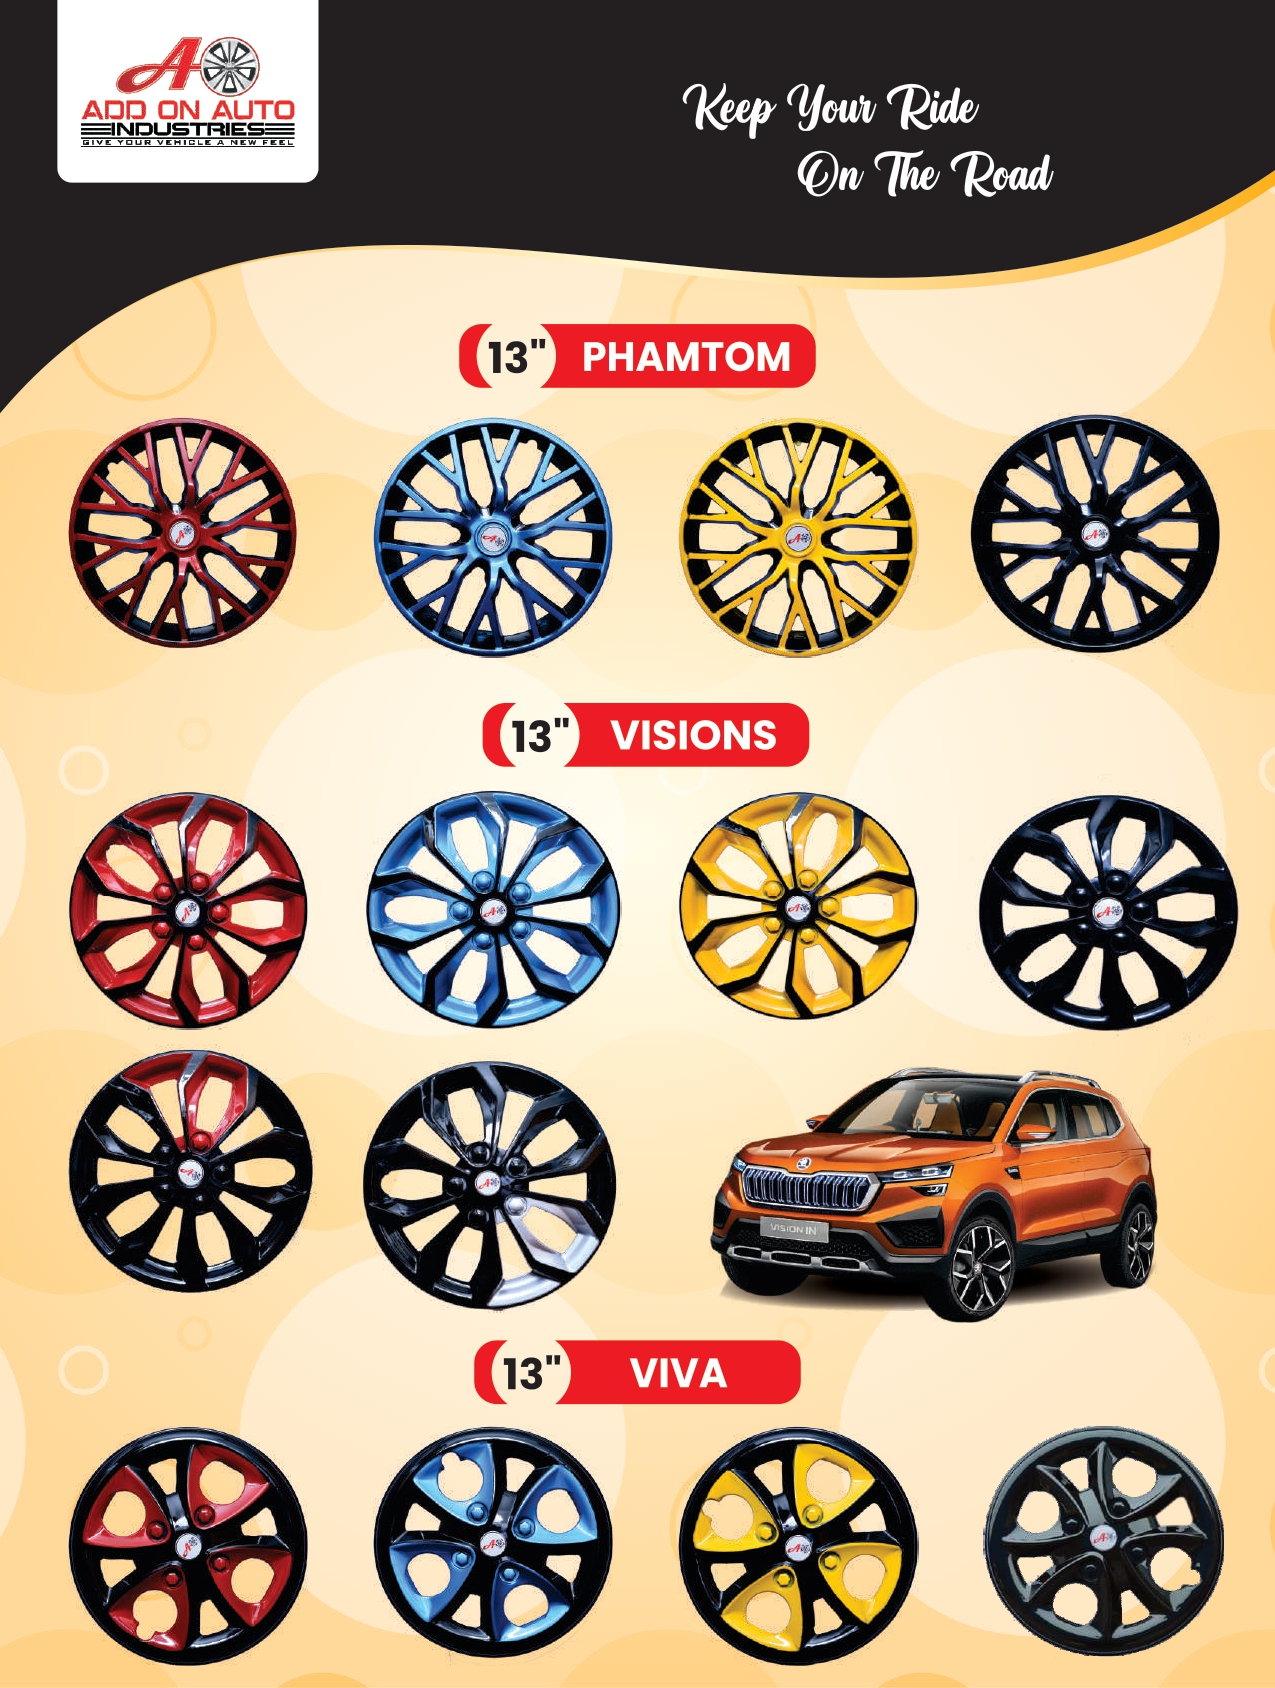 A
ADD ON AUTO
INDUSTRIES
GIVE YOUR VEHICLE A NEW FEEL
Keep Your Ride
On The Road
13" PHAMTOM
13" VISIONS
VISION IN
13" VIVA